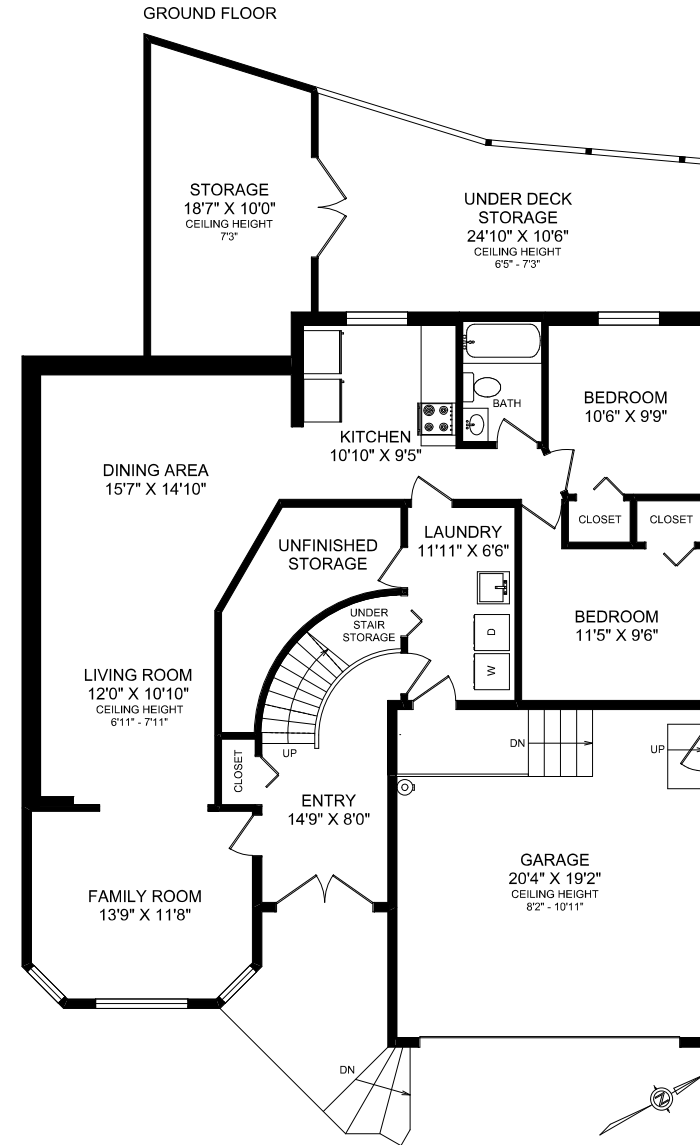 GROUND FLOOR
STORAGE
18'7" X 10'0"
CEILING HEIGHT
7'3"
UNDER DECK
STORAGE
24'10" X 10'6"
CEILING HEIGHT
6'5" - 7'3"
BATH
BEDROOM
10'6" X 9'9"
KITCHEN
10'10" X 9'5"
DINING AREA
15'7" X 14'10"
CLOSET
CLOSET
LAUNDRY
11'11" X 6'6"
UNFINISHED
STORAGE
UNDER
STAIR
STORAGE
D
W
BEDROOM
11'5" X 9'6"
LIVING ROOM
12'0" X 10'10"
CEILING HEIGHT
6'11" - 7'11"
UP
CLOSET
DN
UP
ENTRY
14'9" X 8'0"
GARAGE
20'4" X 19'2"
CEILING HEIGHT
8'2" - 10'11"
FAMILY ROOM
13'9" X 11'8"
DN
N